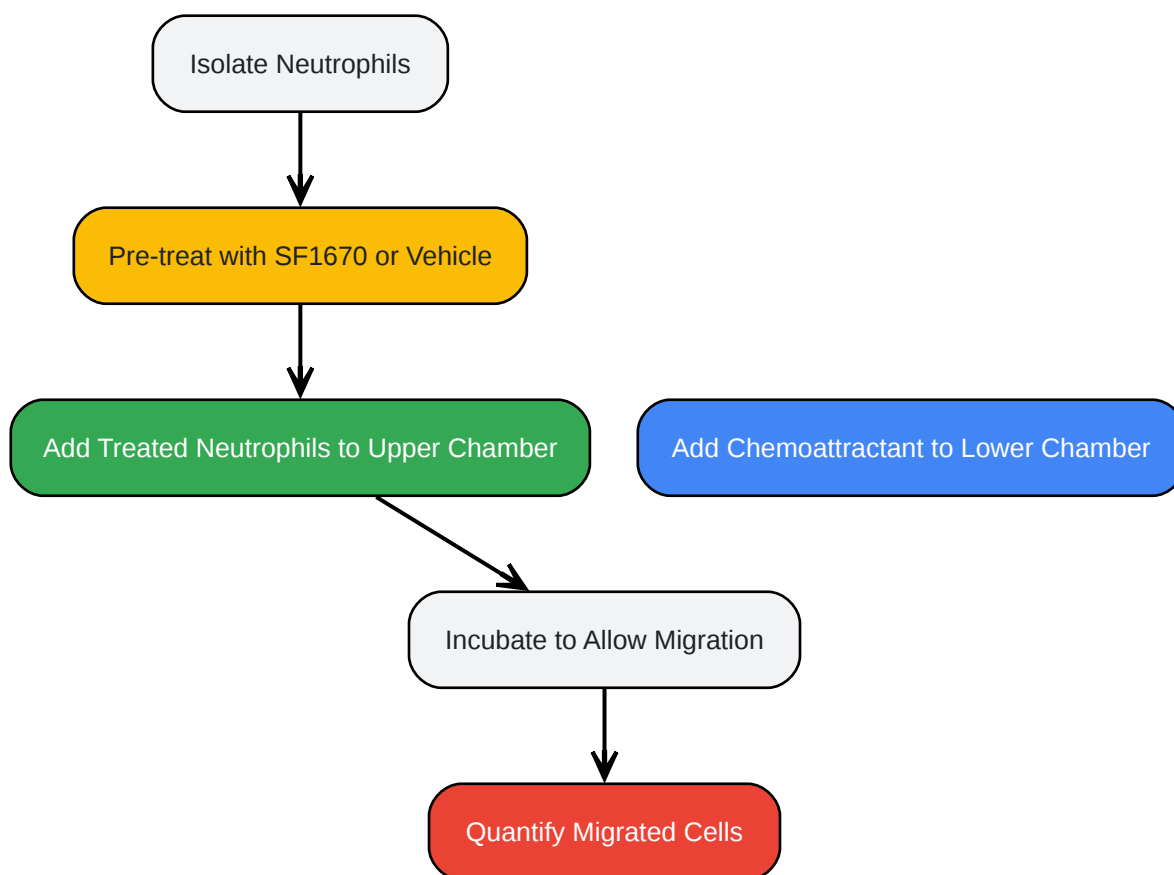 Isolate Neutrophils
Pre-treat with SF1670 or Vehicle
Add Treated Neutrophils to Upper Chamber
Add Chemoattractant to Lower Chamber
Incubate to Allow Migration
Quantify Migrated Cells